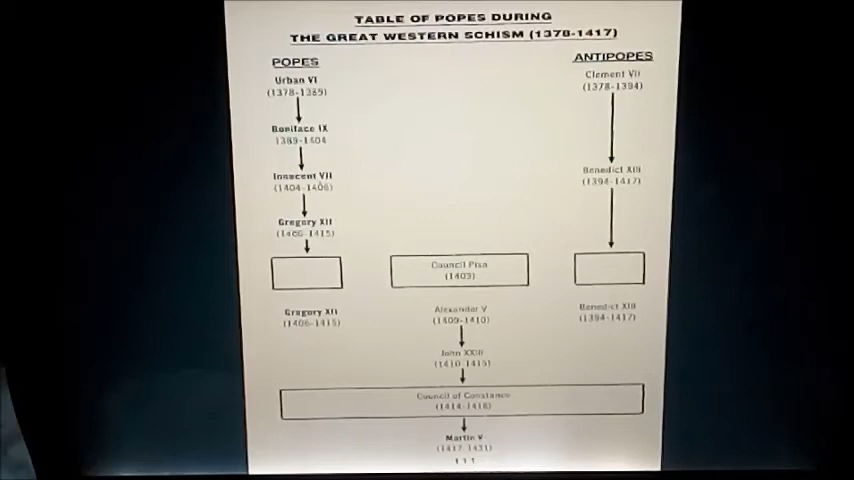 TABLE OF POPES DURING
THE GREAT WESTERN SCHISM (1378-1417)
POPES
Urban VI
(1378-1389)
Boniface IX
1389-1404
Innocent VII
(1404-1406)
Gregory XII
(1406-1415)
ANTIPOPES
Clement VII
(1378-1394)
Benedict XIII
(1394-1417)
Council Pisa
(1409)
Gregory XII
(1406-1415)
Alexander V
(1409-1410)
John XXIII
(1410-1415)
Benedict XIII
(1394-1417)
Council of Constance
(1414-1418)
Martin V
(1417-1431)